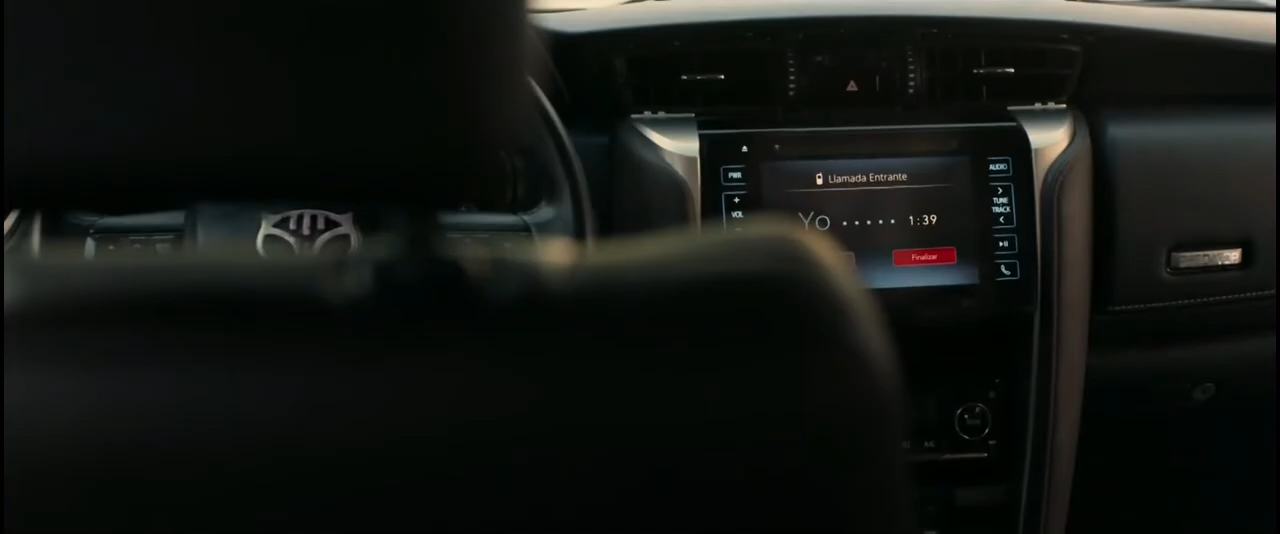 PWR
+
VOL
Llamada Entrante
Yo ..... 1:39
Finalizar
AUDIO
>
TUNE
TRACK
<
A/C